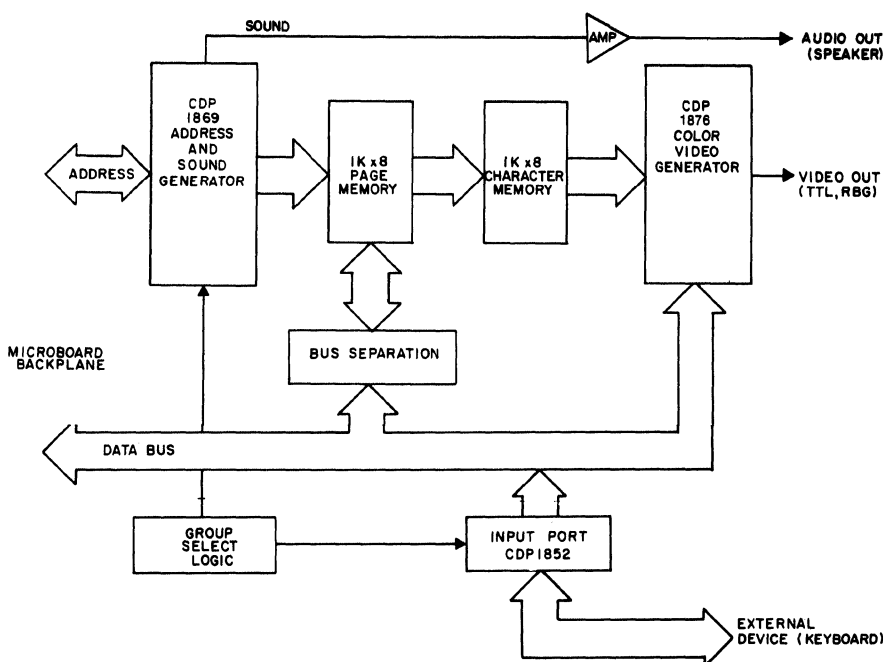 SOUND
AMP
AUDIO OUT
(SPEAKER)
CDP
1869
ADDRESS
AND
SOUND
GENERATOR
ADDRESS
1K x 8
PAGE
MEMORY
1K x 8
CHARACTER
MEMORY
CDP
1876
COLOR
VIDEO
GENERATOR
VIDEO OUT
(TTL, RBG)
BUS SEPARATION
MICROBOARD
BACKPLANE
DATA BUS
GROUP
SELECT
LOGIC
INPUT PORT
CDP1852
EXTERNAL
DEVICE (KEYBOARD)